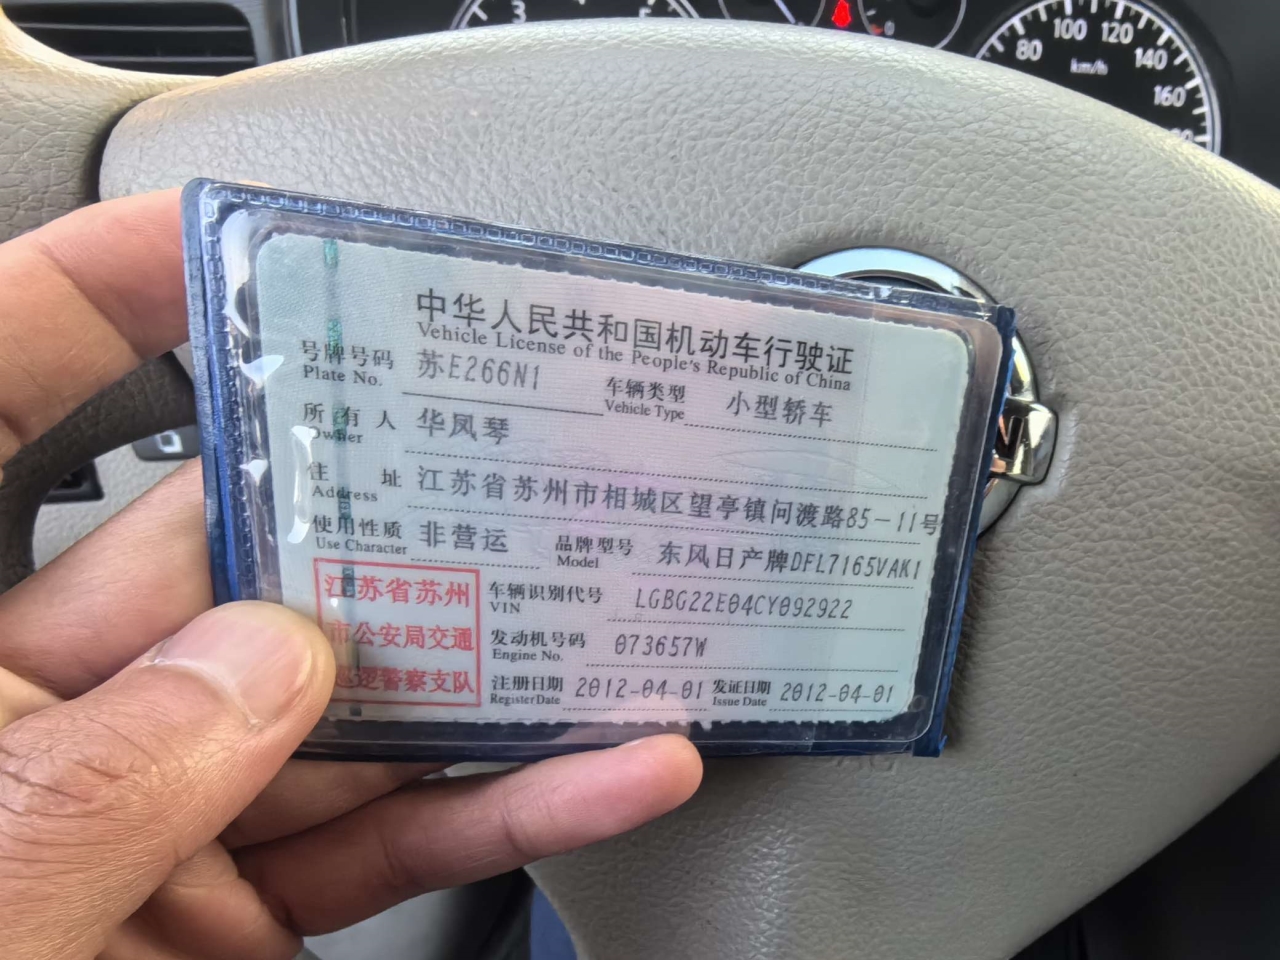 3
5
0
80
100
120
140
160
km/h
中华人民共和国机动车行驶证
Vehicle License of the People's Republic of China
号牌号码 苏E266N1 车辆类型 小型轿车
Plate No. Vehicle Type
所有人 华凤琴
Owner
住址 江苏省苏州市相城区望亭镇问渡路85-11号
Address
使用性质 非营运 品牌型号 东风日产牌DFL7165VAK1
Use Character Model
江苏省苏州
市公安局交通
巡逻警察支队
车辆识别代号 LGBG22E04CY092922
VIN
发动机号码 073657W
Engine No.
注册日期 2012-04-01 发证日期 2012-04-01
Register Date Issue Date